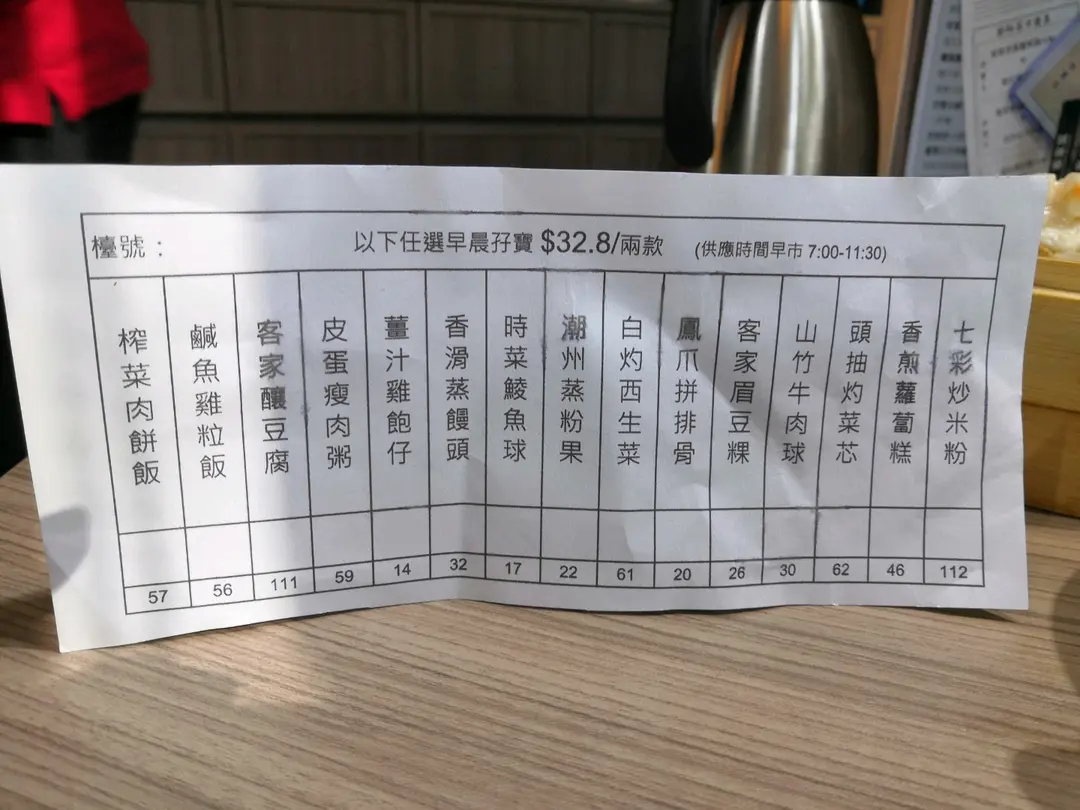 檯號：
以下任選早晨孖寶 $32.8/兩款 (供應時間早市 7:00-11:30)
七彩炒米粉
香煎蘿蔔糕
頭抽灼菜芯
山竹牛肉球
客家眉豆粿
鳳爪拼排骨
白灼西生菜
潮州蒸粉果
時菜鯪魚球
香滑蒸饅頭
薑汁雞飽仔
皮蛋瘦肉粥
客家釀豆腐
鹹魚雞粒飯
榨菜肉餅飯
57 56 111 59 14 32 17 22 61 20 26 30 62 46 112